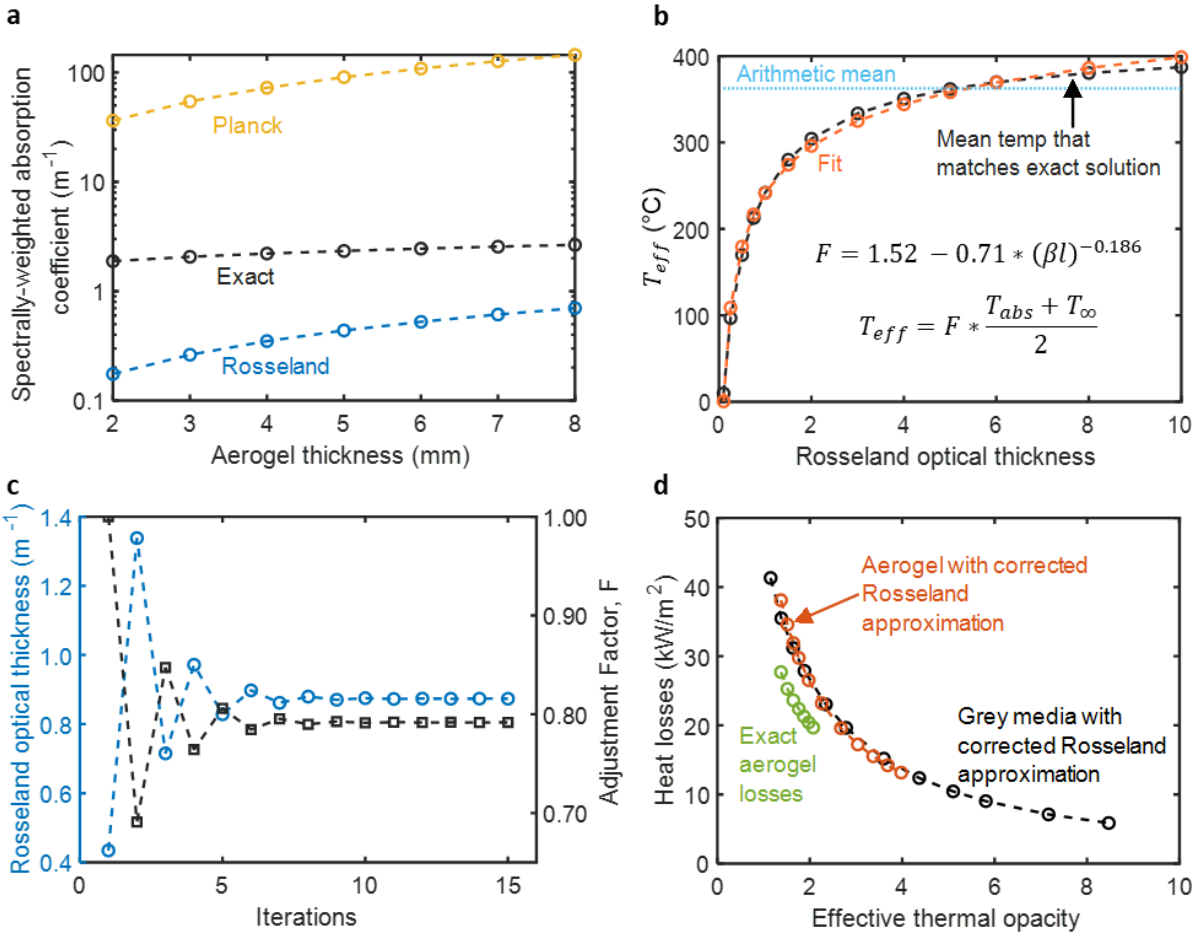 a
Spectrally-weighted absorption
coefficient (m⁻¹)
100
10
1
0.1
Planck
Exact
Rosseland
2 3 4 5 6 7 8
Aerogel thickness (mm)
b
T_eff (°C)
400
300
200
100
0
Arithmetic mean
Mean temp that
matches exact solution
Fit
F = 1.52 − 0.71 * (βl)^−0.186
T_eff = F * (T_abs + T_∞)/2
0 2 4 6 8 10
Rosseland optical thickness
c
Rosseland optical thickness (m⁻¹)
1.4
1.2
1.0
0.8
0.6
0.4
1.00
0.90
0.80
0.70
Adjustment Factor, F
0 5 10 15
Iterations
d
Heat losses (kW/m²)
50
40
30
20
10
0
Aerogel with corrected
Rosseland
approximation
Exact
aerogel
losses
Grey media with
corrected Rosseland
approximation
0 2 4 6 8 10
Effective thermal opacity